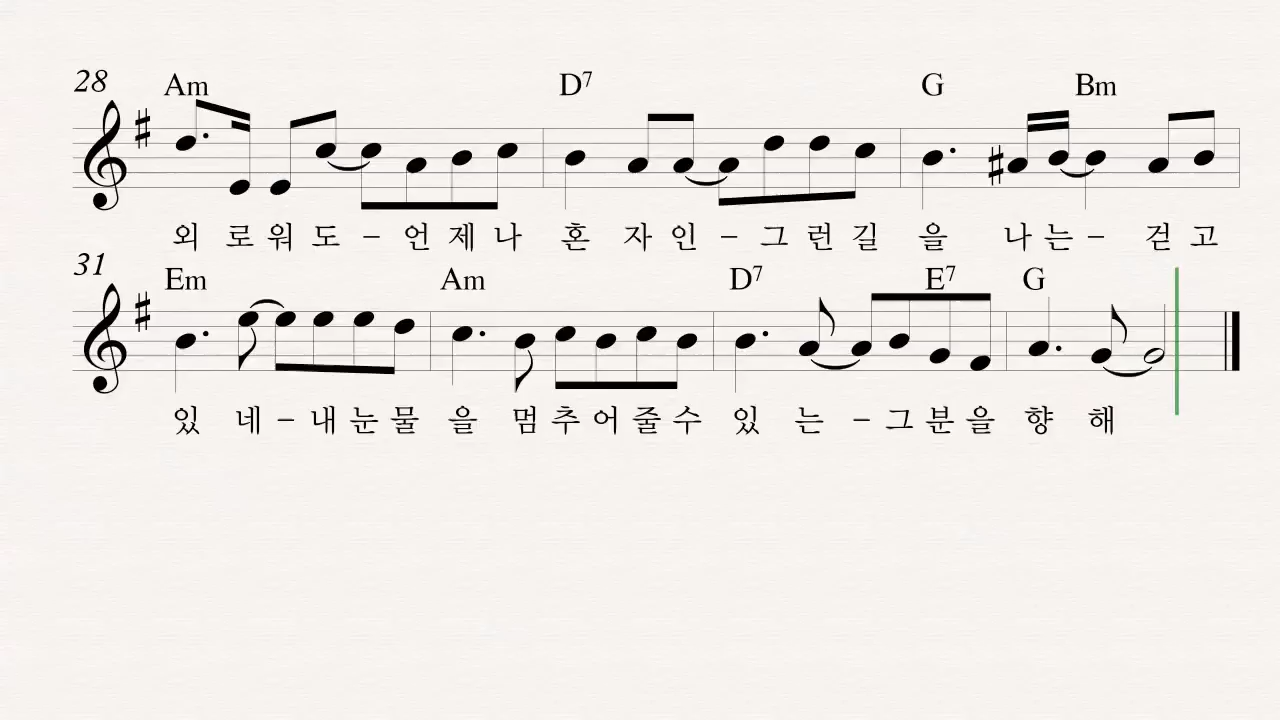 28 Am D7 G Bm
외 로 워 도 – 언 제 나 혼 자 인 – 그 런 길 을 나 는 – 걷 고
31 Em Am D7 E7 G
있 네 – 내 눈 물 을 멈 추 어 줄 수 있 는 – 그 분 을 향 해